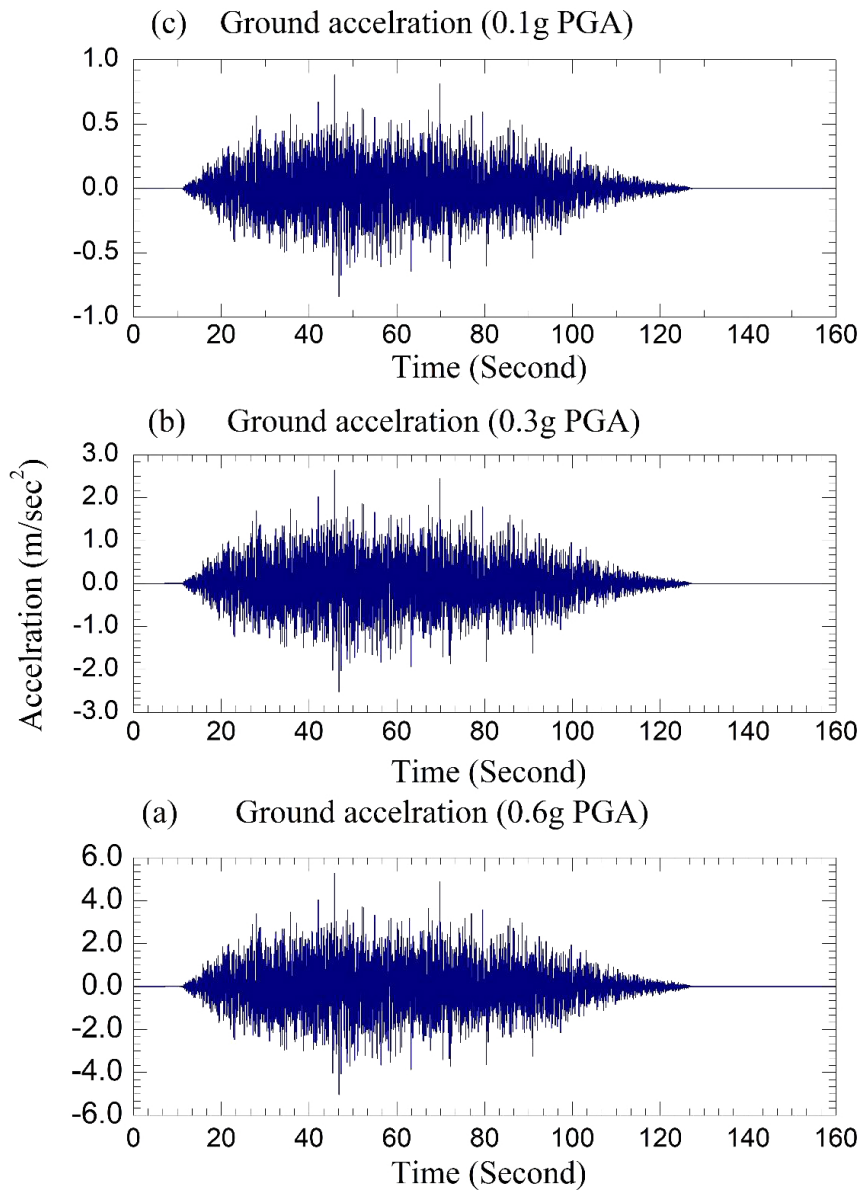 (c) Ground accelration (0.1g PGA)
1.0
0.5
0.0
-0.5
-1.0
0 20 40 60 80 100 120 140 160
Time (Second)
(b) Ground accelration (0.3g PGA)
Accelration (m/sec²)
3.0
2.0
1.0
0.0
-1.0
-2.0
-3.0
0 20 40 60 80 100 120 140 160
Time (Second)
(a) Ground accelration (0.6g PGA)
6.0
4.0
2.0
0.0
-2.0
-4.0
-6.0
0 20 40 60 80 100 120 140 160
Time (Second)